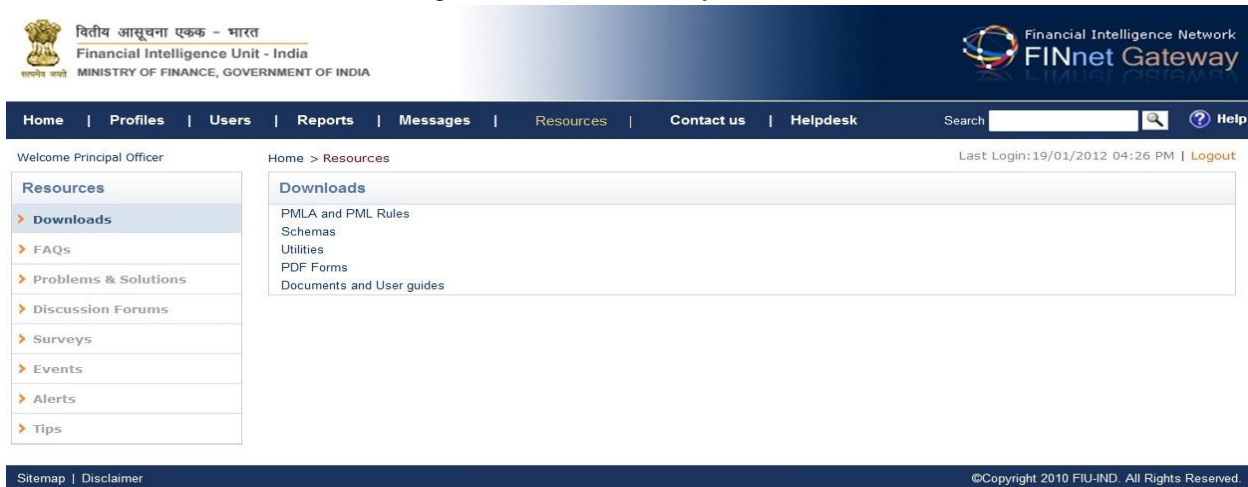 वित्तीय आसूचना एकक - भारत
Financial Intelligence Unit - India
सत्यमेव जयते MINISTRY OF FINANCE, GOVERNMENT OF INDIA
Financial Intelligence Network
FINnet Gateway
Home | Profiles | Users | Reports | Messages | Resources | Contact us | Helpdesk Search Help
Welcome Principal Officer Home > Resources Last Login:19/01/2012 04:26 PM | Logout
Resources
Downloads
FAQs
Problems & Solutions
Discussion Forums
Surveys
Events
Alerts
Tips
Downloads
PMLA and PML Rules
Schemas
Utilities
PDF Forms
Documents and User guides
Sitemap | Disclaimer ©Copyright 2010 FIU-IND. All Rights Reserved.